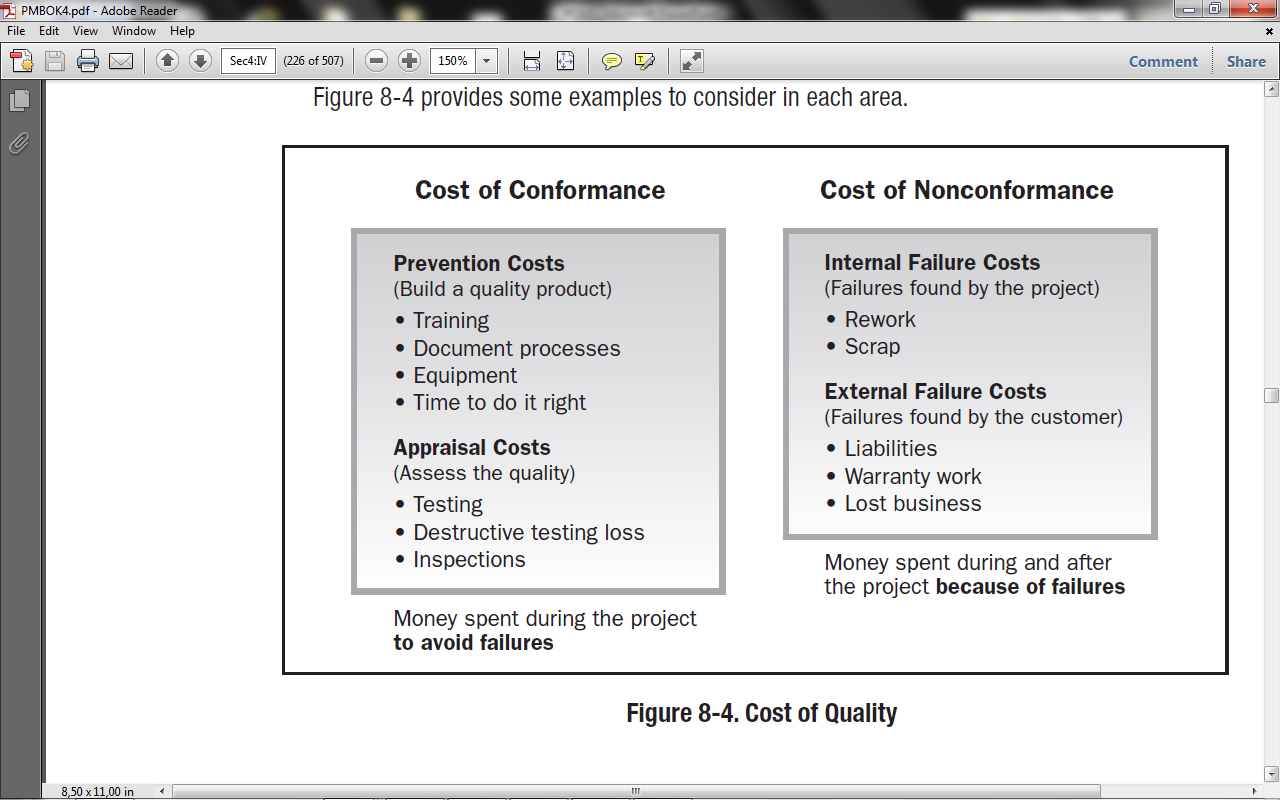 PMBOK4.pdf - Adobe Reader
File Edit View Window Help
Sec4:IV (226 of 507) 150% Comment Share
Figure 8-4 provides some examples to consider in each area.
Cost of Conformance
Prevention Costs
(Build a quality product)
• Training
• Document processes
• Equipment
• Time to do it right
Appraisal Costs
(Assess the quality)
• Testing
• Destructive testing loss
• Inspections
Money spent during the project
to avoid failures
Cost of Nonconformance
Internal Failure Costs
(Failures found by the project)
• Rework
• Scrap
External Failure Costs
(Failures found by the customer)
• Liabilities
• Warranty work
• Lost business
Money spent during and after
the project because of failures
Figure 8-4. Cost of Quality
8,50 x 11,00 in